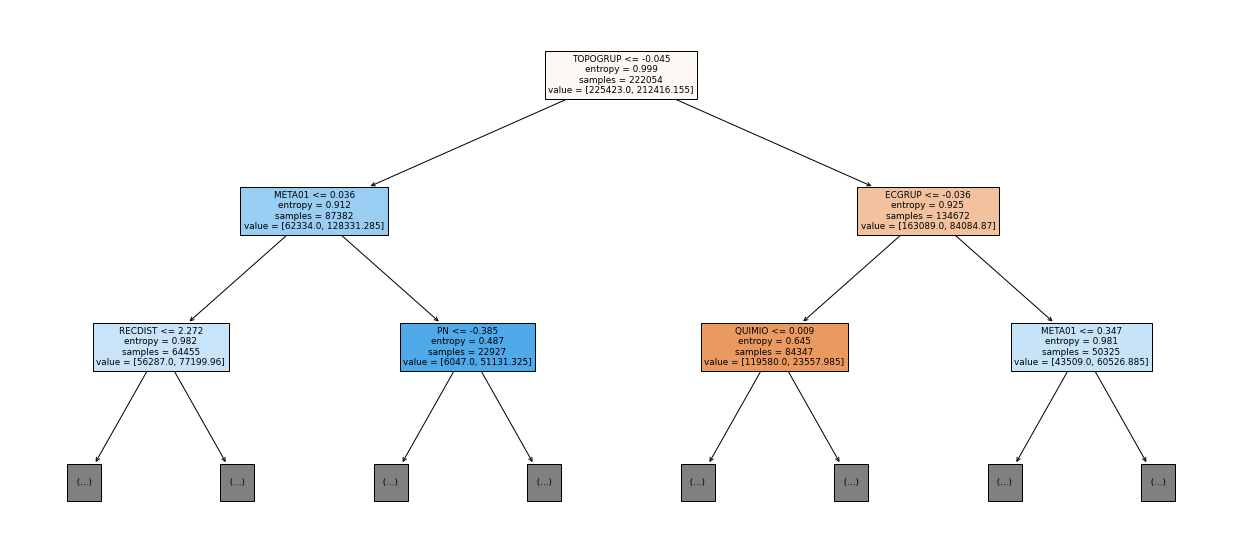 TOPOGRUP <= -0.045
entropy = 0.999
samples = 222054
value = [225423.0, 212416.155]
META01 <= 0.036
entropy = 0.912
samples = 87382
value = [62334.0, 128331.285]
ECGRUP <= -0.036
entropy = 0.925
samples = 134672
value = [163089.0, 84084.87]
RECDIST <= 2.272
entropy = 0.982
samples = 64455
value = [56287.0, 77199.96]
PN <= -0.385
entropy = 0.487
samples = 22927
value = [6047.0, 51131.325]
QUIMIO <= 0.009
entropy = 0.645
samples = 84347
value = [119580.0, 23557.985]
META01 <= 0.347
entropy = 0.981
samples = 50325
value = [43509.0, 60526.885]
(...)
(...)
(...)
(...)
(...)
(...)
(...)
(...)